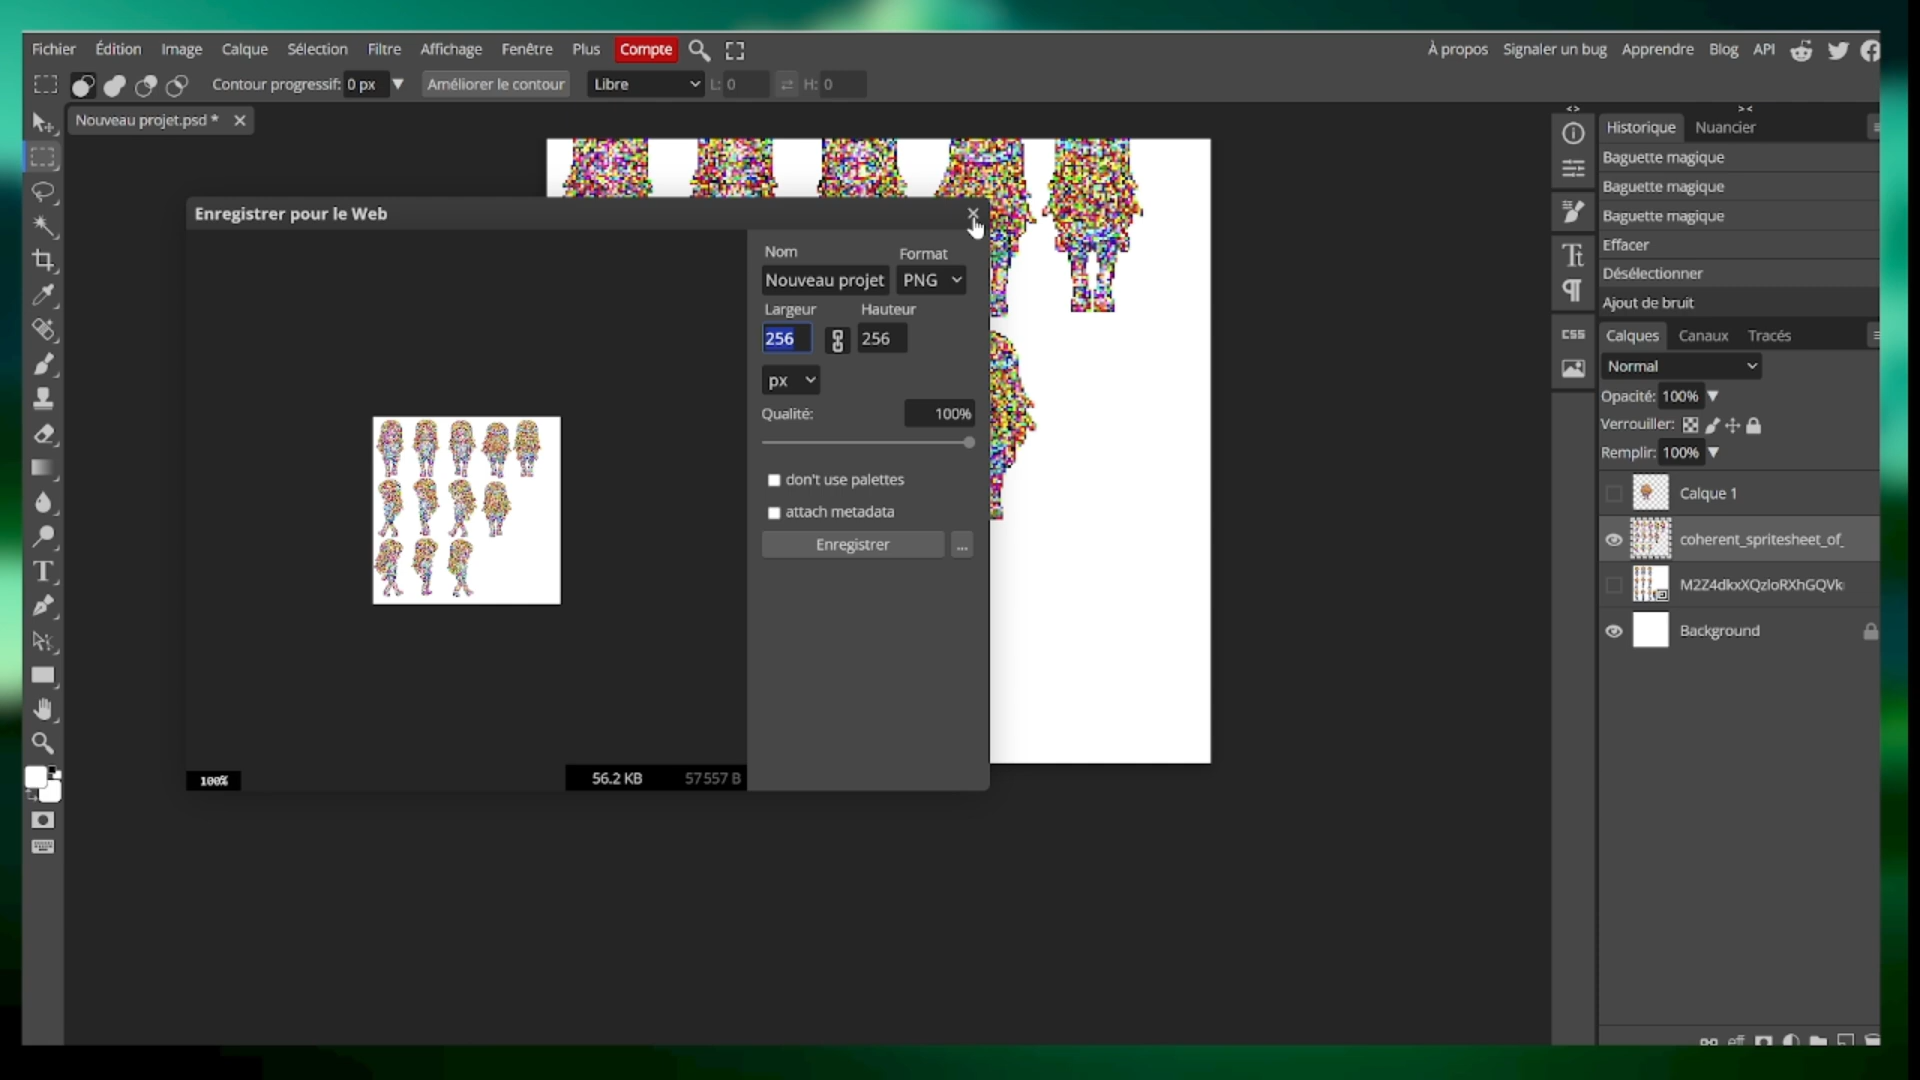 Fichier Édition Image Calque Sélection Filtre Affichage Fenêtre Plus Compte À propos Signaler un bug Apprendre Blog API
Contour progressif: 0 px Améliorer le contour Libre L: 0 H: 0
Nouveau projet.psd *
Enregistrer pour le Web
Nom Format
Nouveau projet PNG
Largeur Hauteur
256 256
px
Qualité: 100%
don't use palettes
attach metadata
Enregistrer ...
100% 56.2 KB 57557 B
CSS
Historique Nuancier
Baguette magique
Baguette magique
Baguette magique
Effacer
Désélectionner
Ajout de bruit
Calques Canaux Tracés
Normal
Opacité: 100%
Verrouiller:
Remplir: 100%
Calque 1
coherent_spritesheet_of_
Background
eff